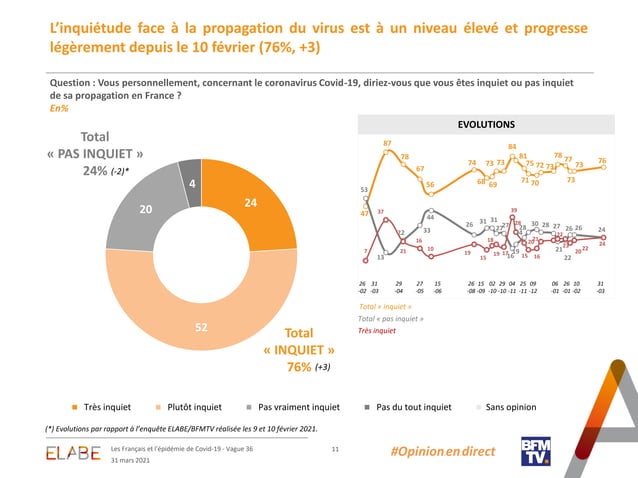 L'inquiétude face à la propagation du virus est à un niveau élevé et progresse
légèrement depuis le 10 février (76%, +3)
Question : Vous personnellement, concernant le coronavirus Covid-19, diriez-vous que vous êtes inquiet ou pas inquiet
de sa propagation en France ?
En%
Total
« PAS INQUIET »
24% (-2)*
4
20
24
52
Total
« INQUIET »
76% (+3)
EVOLUTIONS
87
78
67
56
74
68
73
69
73
84
81
71
75
70
72
73
78
77
73
73
76
53
47
37
7
13
22
21
33
16
44
10
26
19
31
15
31
18
19
27
27
39
16
28
19
28
15
30
16
28
27
22
21
26
22
26
20
22
24
24
26 31 29 27 15 26 15 02 29 04 25 09 06 26 10 31
-02 -03 -04 -05 -06 -08 -09 -10 -10 -11 -11 -12 -01 -01 -02 -03
Total « inquiet »
Total « pas inquiet »
Très inquiet
Très inquiet Plutôt inquiet Pas vraiment inquiet Pas du tout inquiet Sans opinion
(*) Evolutions par rapport à l'enquête ELABE/BFMTV réalisée les 9 et 10 février 2021.
ELABE
Les Français et l'épidémie de Covid-19 - Vague 36
31 mars 2021
11
#Opinion en direct
BFM
TV.